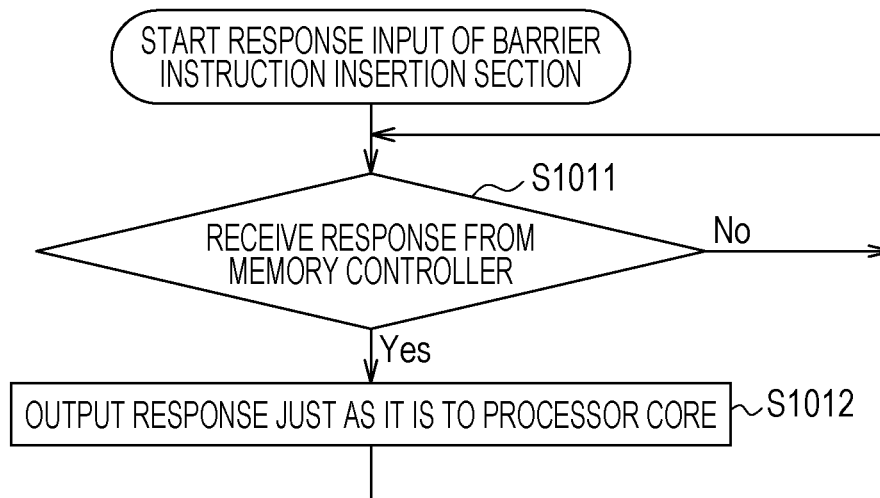 START RESPONSE INPUT OF BARRIER
INSTRUCTION INSERTION SECTION
S1011
RECEIVE RESPONSE FROM
MEMORY CONTROLLER
No
Yes
OUTPUT RESPONSE JUST AS IT IS TO PROCESSOR CORE
S1012